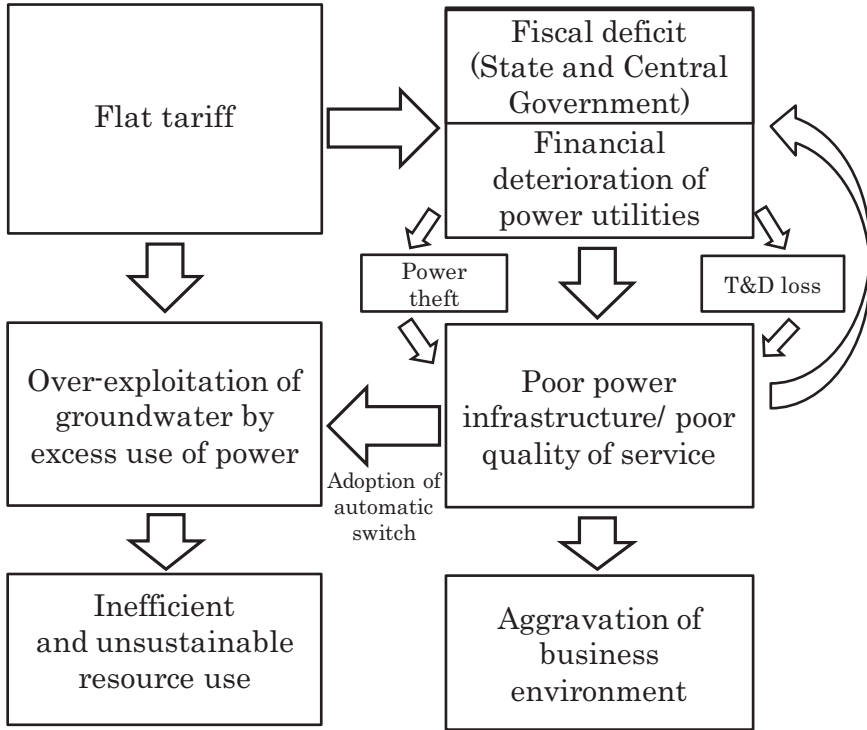 Flat tariff
Fiscal deficit
(State and Central
Government)
Financial
deterioration of
power utilities
Power
theft
T&D loss
Over-exploitation of
groundwater by
excess use of power
Poor power
infrastructure/ poor
quality of service
Adoption of
automatic
switch
Inefficient
and unsustainable
resource use
Aggravation of
business
environment